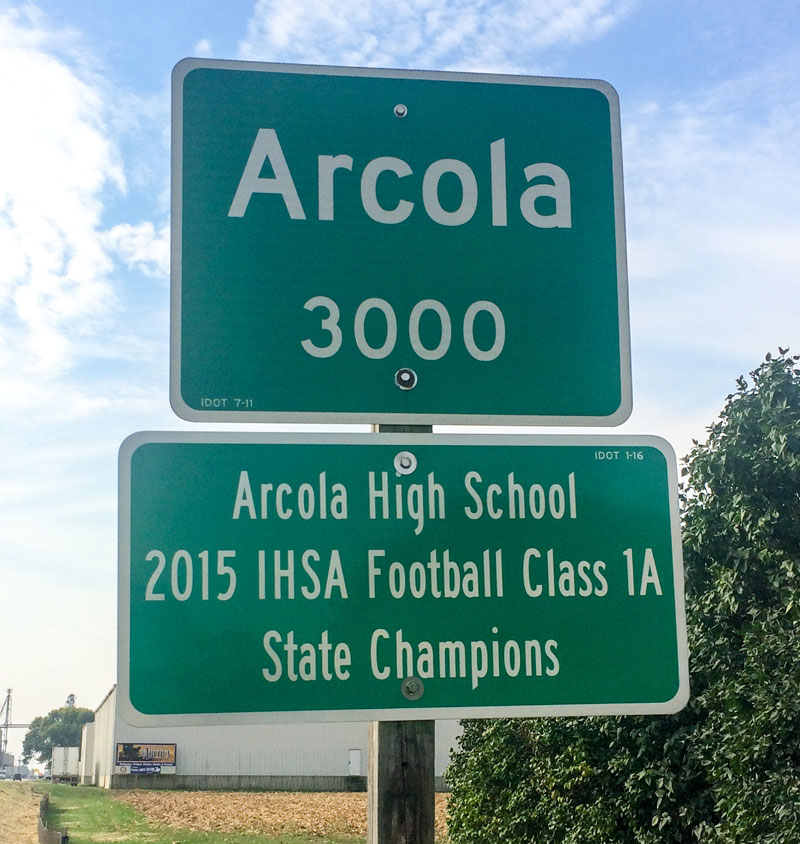 Arcola
3000
IDOT 7-11
IDOT 1-16
Arcola High School
2015 IHSA Football Class 1A
State Champions